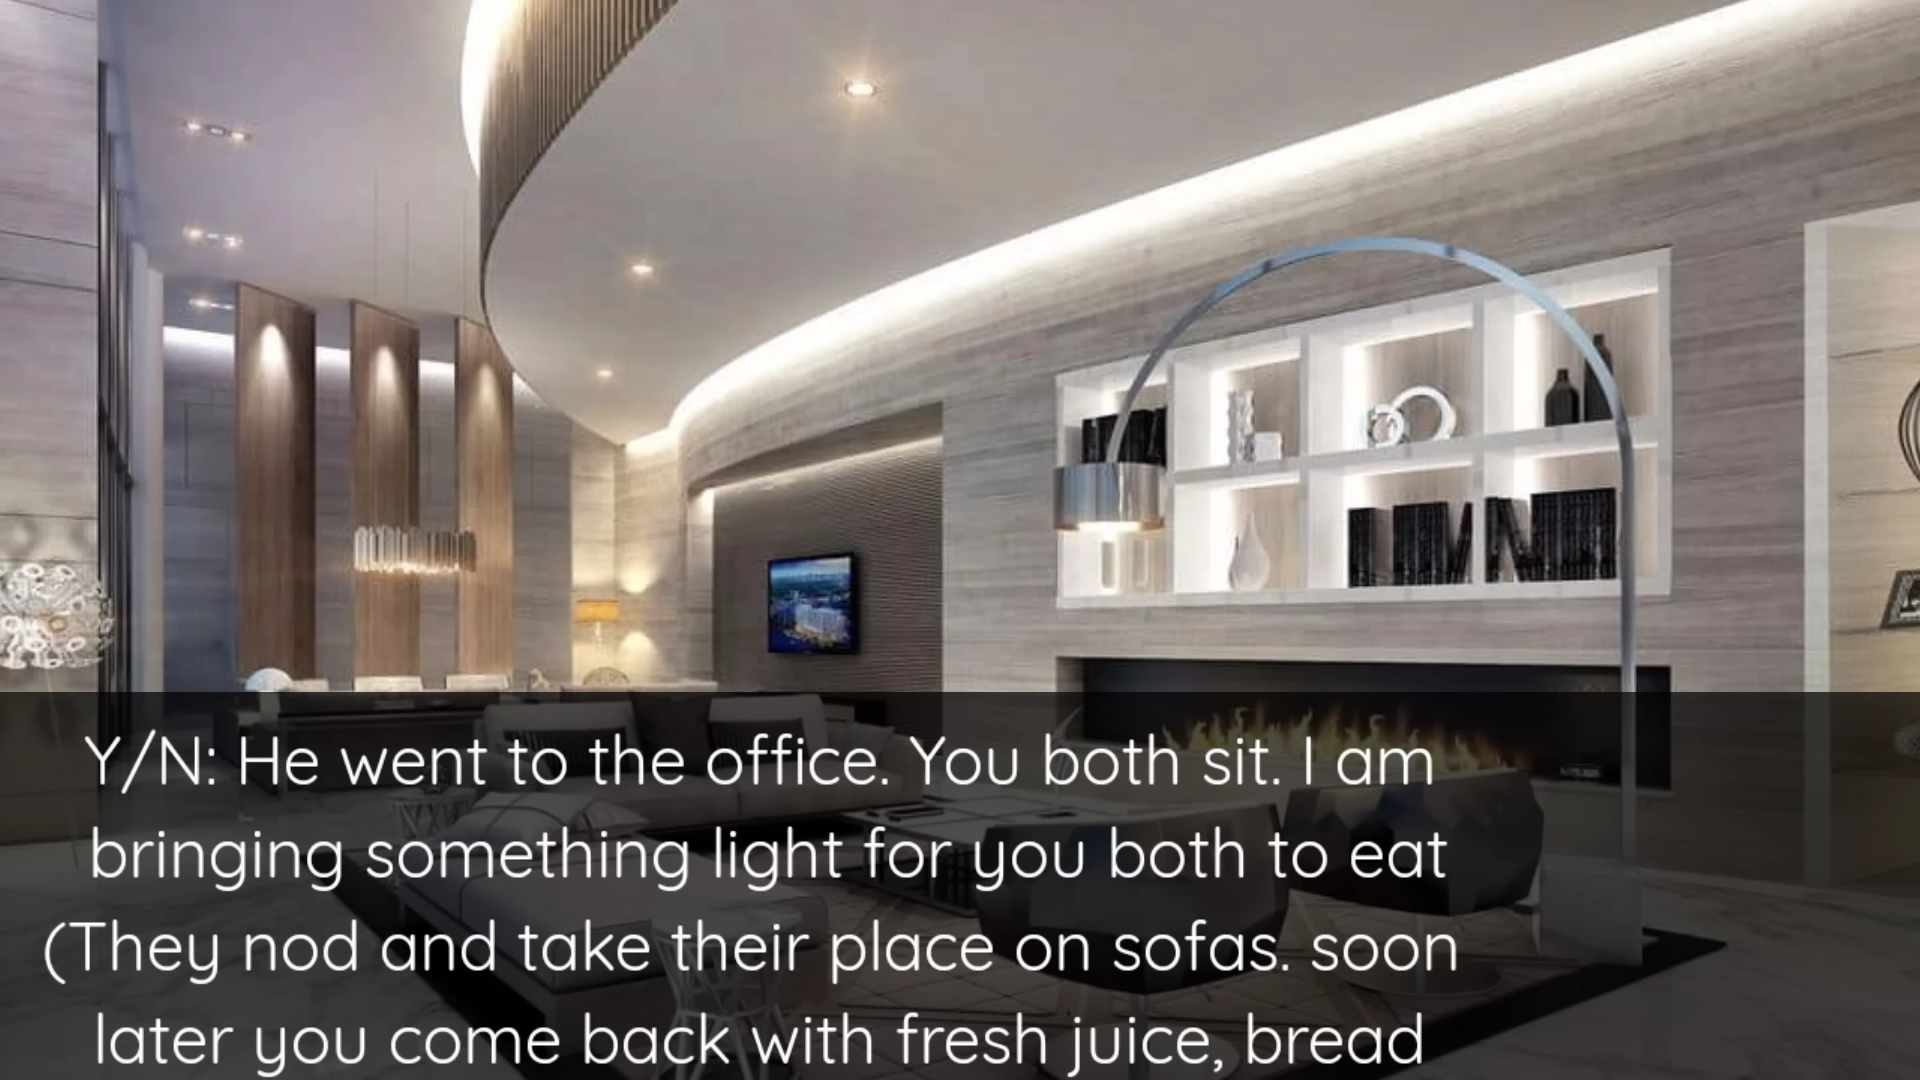 Y/N: He went to the office. You both sit. I am
bringing something light for you both to eat
(They nod and take their place on sofas. soon
later you come back with fresh juice, bread